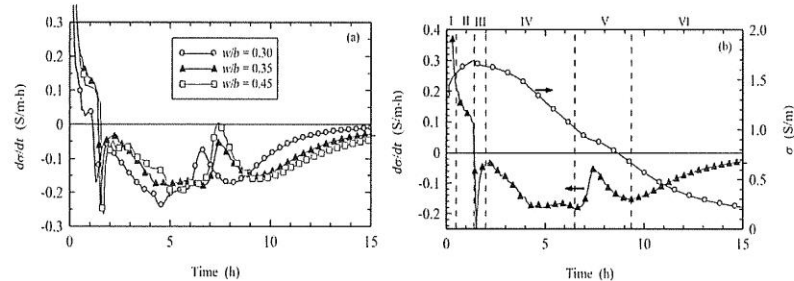 (a)
w/b = 0.30
w/b = 0.35
w/b = 0.45
0.3
0.2
0.1
0
-0.1
-0.2
0.3
dσ/dt (S/m·h)
0 5 10 15
Time (h)
I II III IV V VI
(b)
0.4
0.3
0.2
0.1
0
-0.1
-0.2
dσ/dt (S/m·h)
2.0
1.5
1.0
0.5
0
σ (S/m)
0 5 10 15
Time (h)